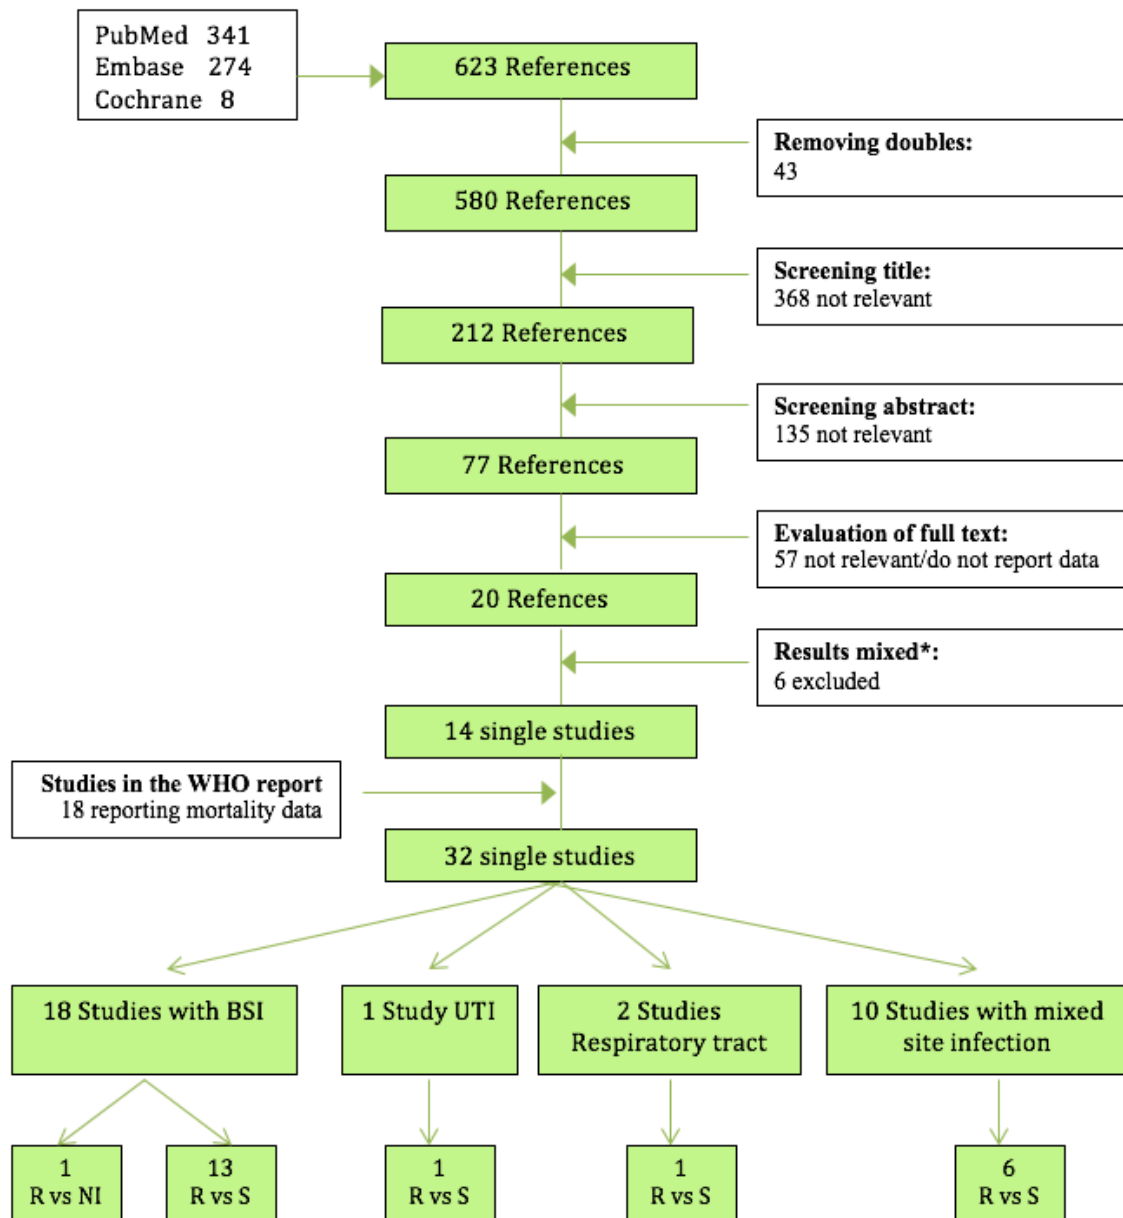 PubMed 341
Embase 274
Cochrane 8
623 References
Removing doubles:
43
580 References
Screening title:
368 not relevant
212 References
Screening abstract:
135 not relevant
77 References
Evaluation of full text:
57 not relevant/do not report data
20 Refences
Results mixed*:
6 excluded
14 single studies
Studies in the WHO report
18 reporting mortality data
32 single studies
18 Studies with BSI
1 Study UTI
2 Studies
Respiratory tract
10 Studies with mixed
site infection
1
R vs NI
13
R vs S
1
R vs S
1
R vs S
6
R vs S